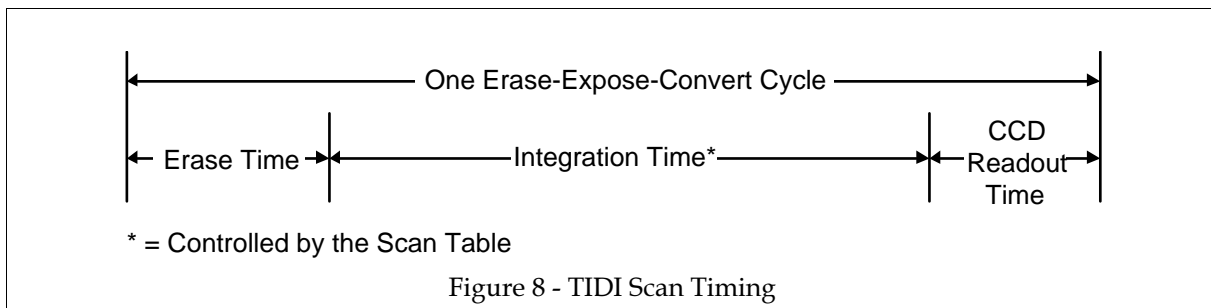 One Erase-Expose-Convert Cycle
Erase Time
Integration Time*
CCD
Readout
Time
* = Controlled by the Scan Table
Figure 8 - TIDI Scan Timing